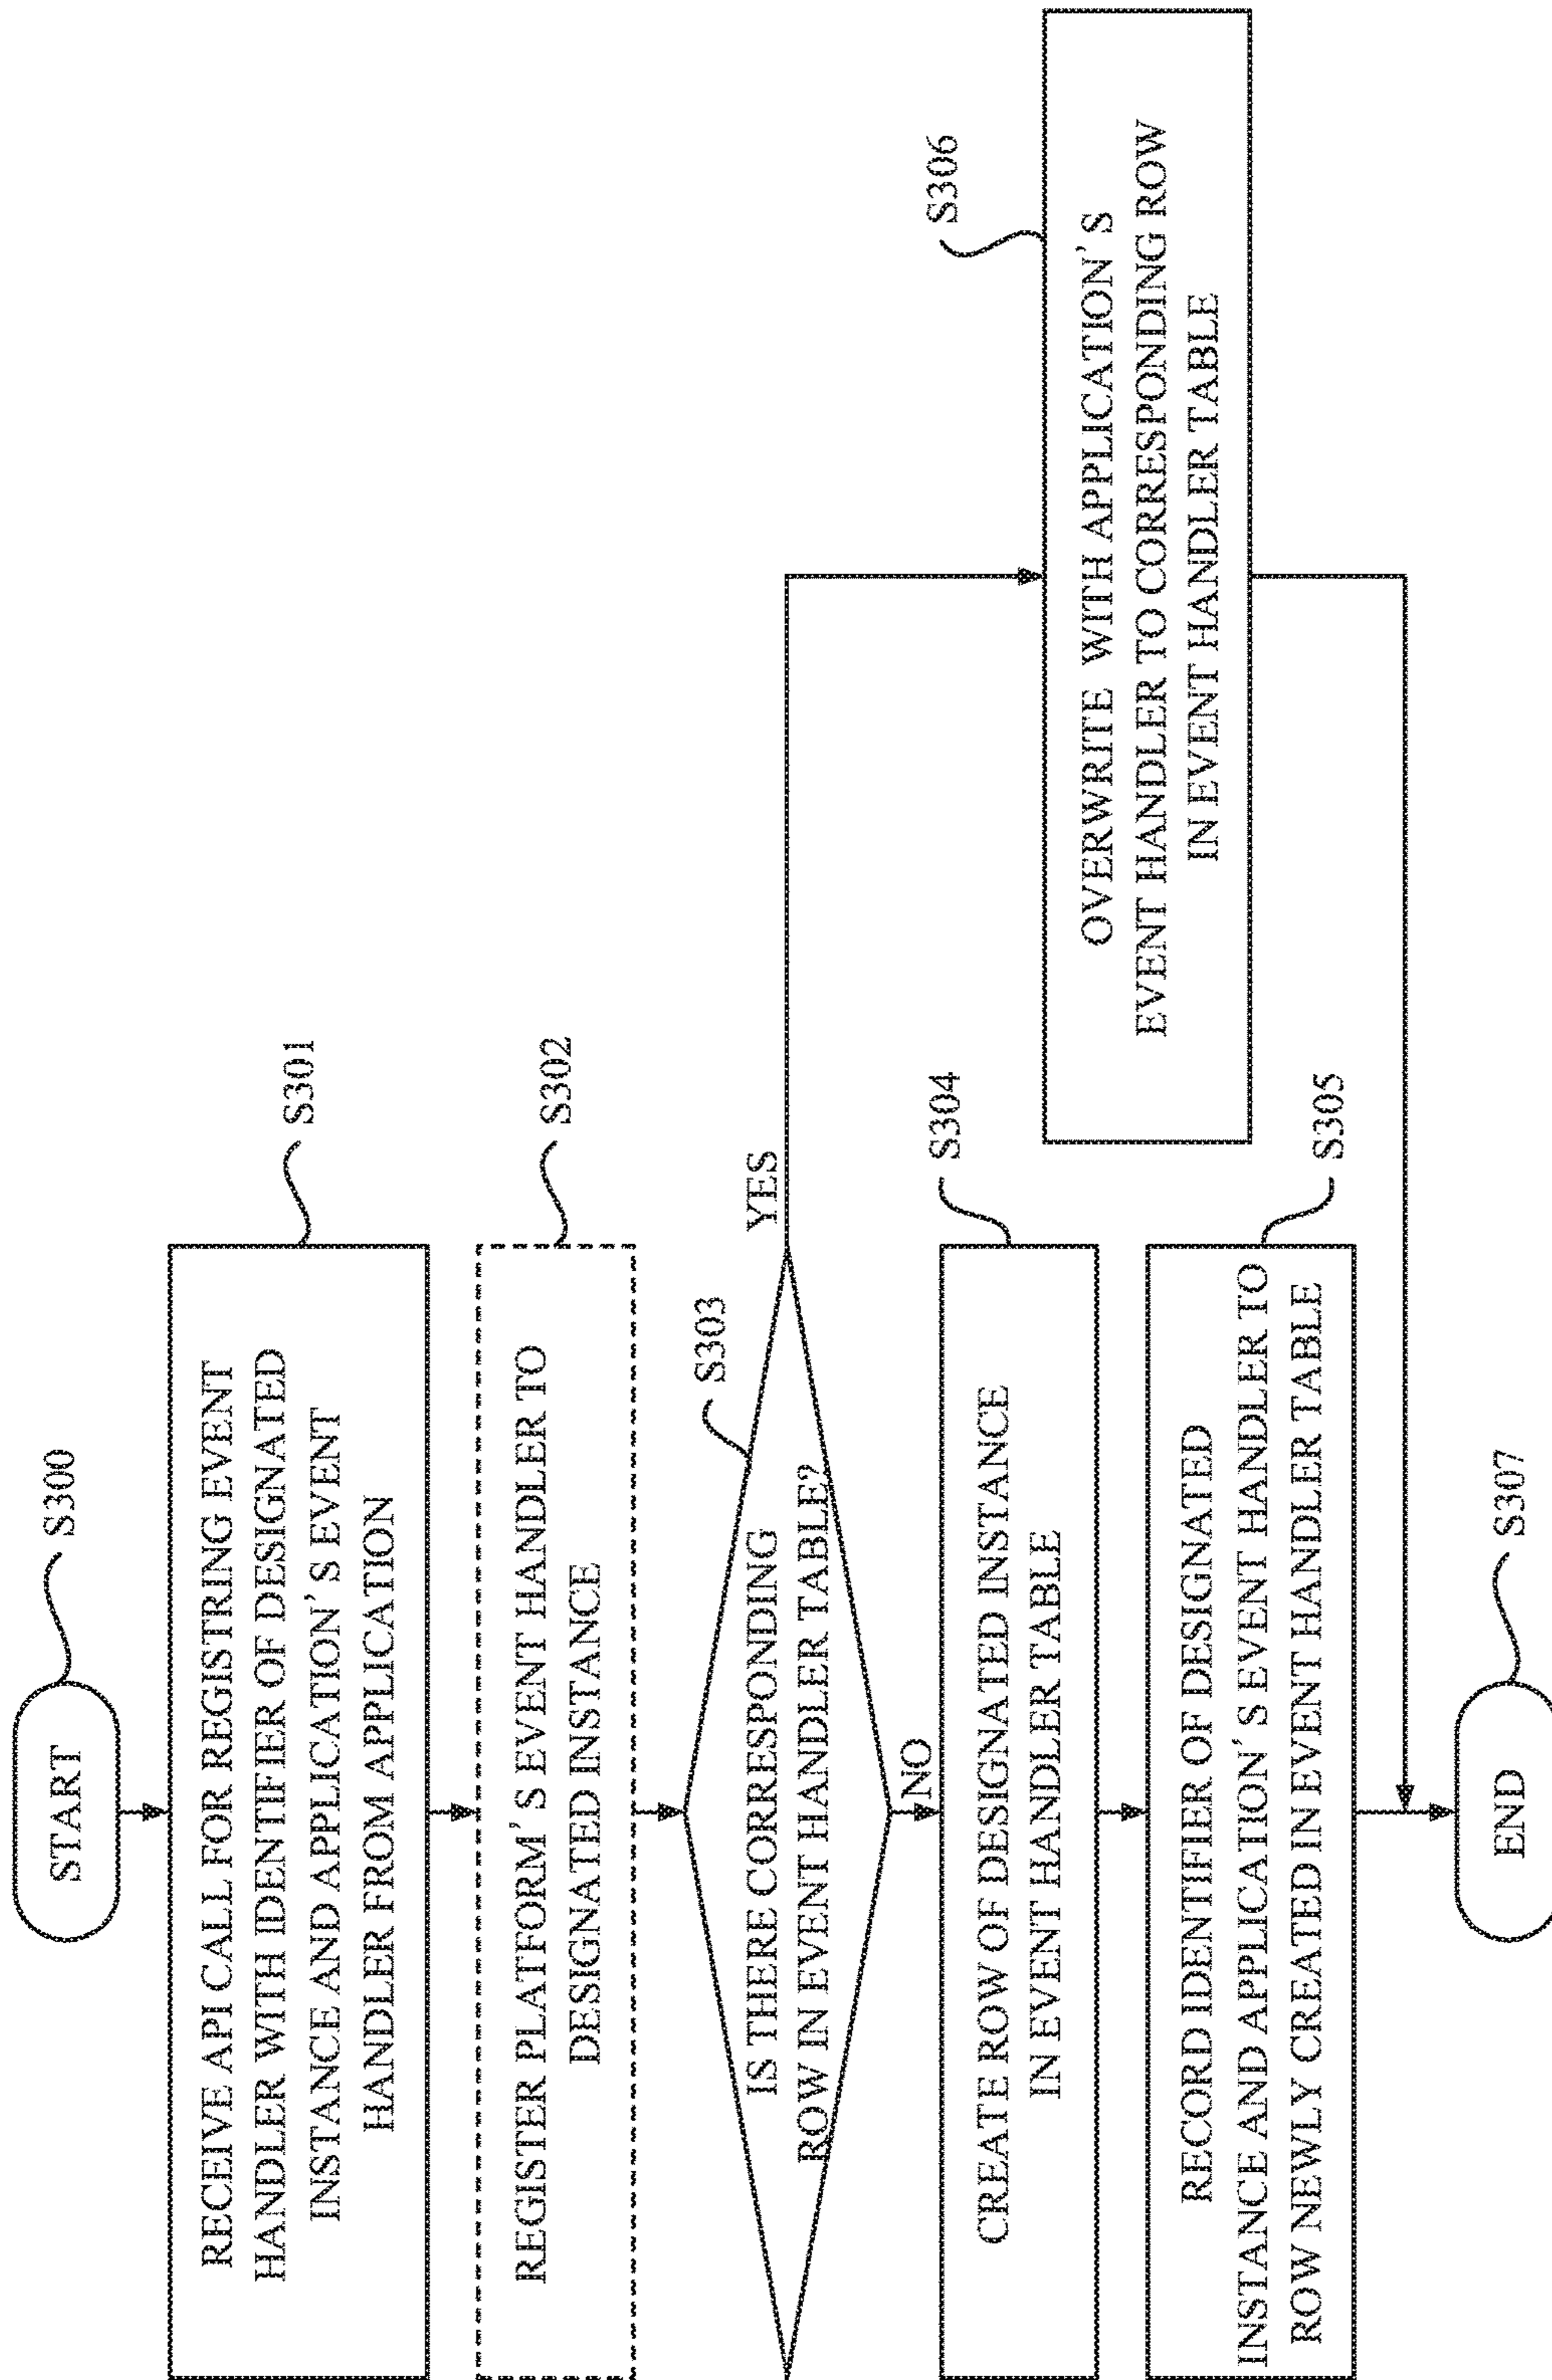 START
S300
RECEIVE API CALL FOR REGISTRING EVENT
HANDLER WITH IDENTIFIER OF DESIGNATED
INSTANCE AND APPLICATION'S EVENT
HANDLER FROM APPLICATION
S301
REGISTER PLATFORM'S EVENT HANDLER TO
DESIGNATED INSTANCE
S302
IS THERE CORRESPONDING
ROW IN EVENT HANDLER TABLE?
S303
YES
NO
CREATE ROW OF DESIGNATED INSTANCE
IN EVENT HANDLER TABLE
S304
OVERWRITE WITH APPLICATION'S
EVENT HANDLER TO CORRESPONDING ROW
IN EVENT HANDLER TABLE
S306
RECORD IDENTIFIER OF DESIGNATED
INSTANCE AND APPLICATION'S EVENT HANDLER TO
ROW NEWLY CREATED IN EVENT HANDLER TABLE
S305
END
S307